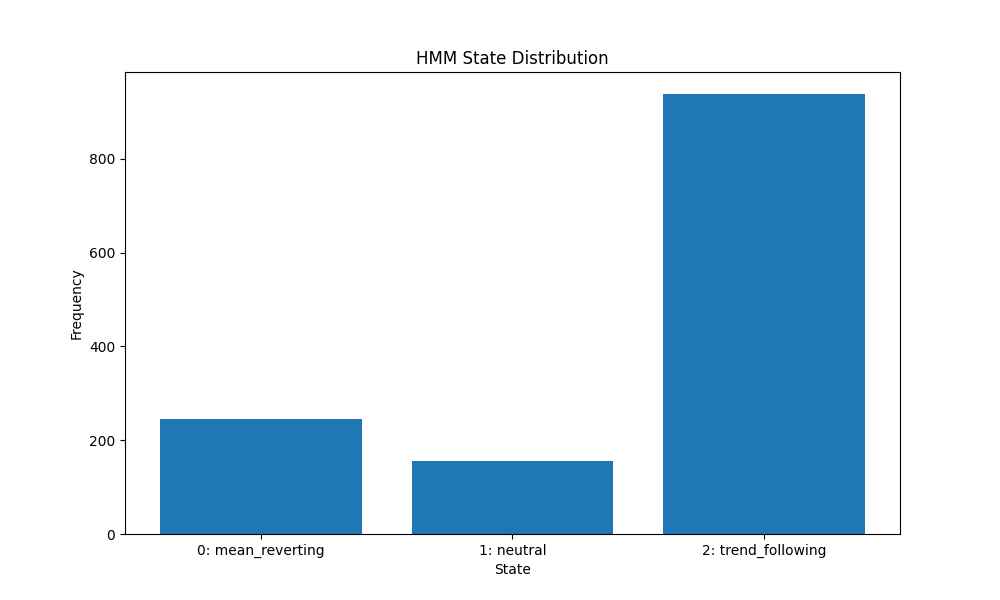 HMM State Distribution
Frequency
800
600
400
200
0
0: mean_reverting
1: neutral
2: trend_following
State